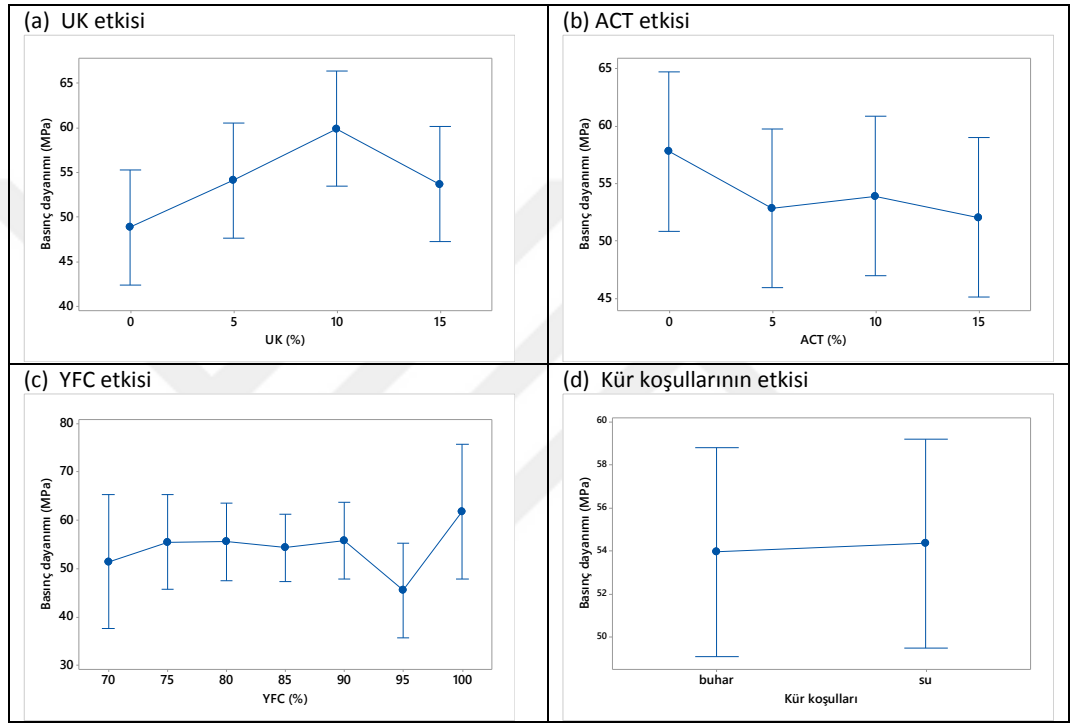 (a) UK etkisi
Basınç dayanımı (MPa)
65
60
55
50
45
40
0 5 10 15
UK (%)
(b) ACT etkisi
Basınç dayanımı (MPa)
65
60
55
50
45
0 5 10 15
ACT (%)
(c) YFC etkisi
Basınç dayanımı (MPa)
80
70
60
50
40
30
70 75 80 85 90 95 100
YFC (%)
(d) Kür koşullarının etkisi
Basınç dayanımı (MPa)
60
58
56
54
52
50
buhar su
Kür koşulları